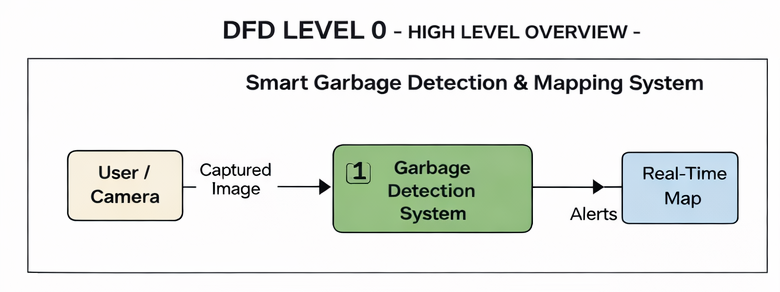 DFD LEVEL 0 - HIGH LEVEL OVERVIEW -
Smart Garbage Detection & Mapping System
User /
Camera
Captured
Image
1
Garbage
Detection
System
Alerts
Real-Time
Map